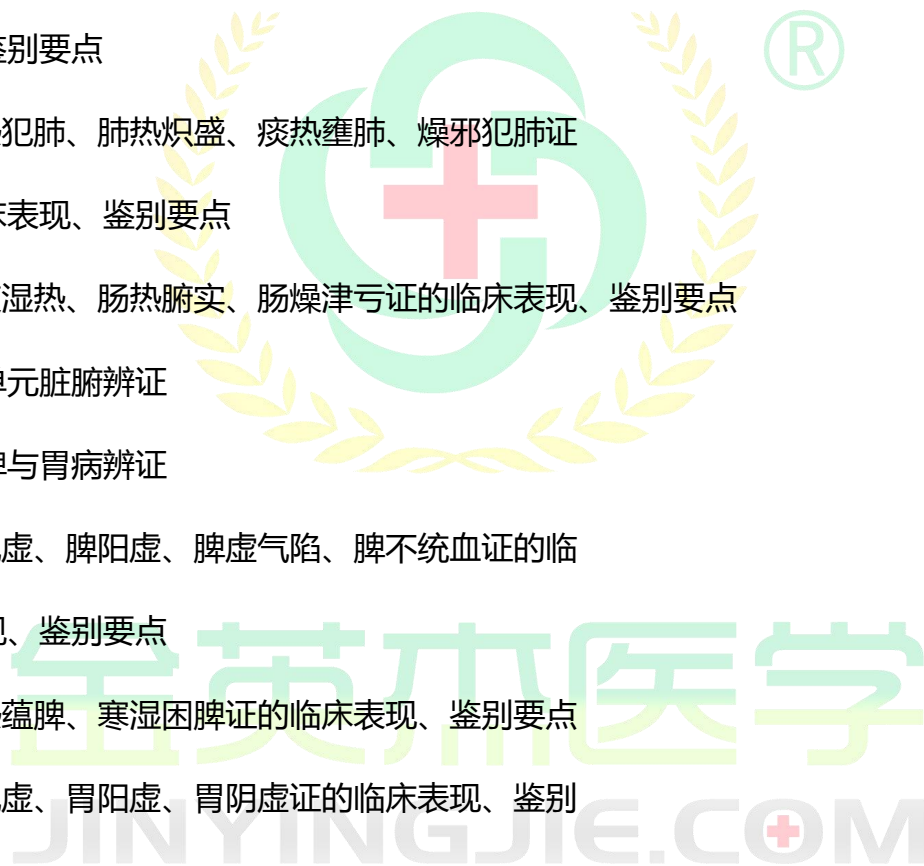 鉴别要点
犯肺、肺热炽盛、痰热壅肺、燥邪犯肺证
表现、鉴别要点
湿热、肠热腑实、肠燥津亏证的临床表现、鉴别要点
单元脏腑辨证
脾与胃病辨证
虚、脾阳虚、脾虚气陷、脾不统血证的临
、鉴别要点
蕴脾、寒湿困脾证的临床表现、鉴别要点
虚、胃阳虚、胃阴虚证的临床表现、鉴别
金英杰医学
JINYINGJIE.COM
®